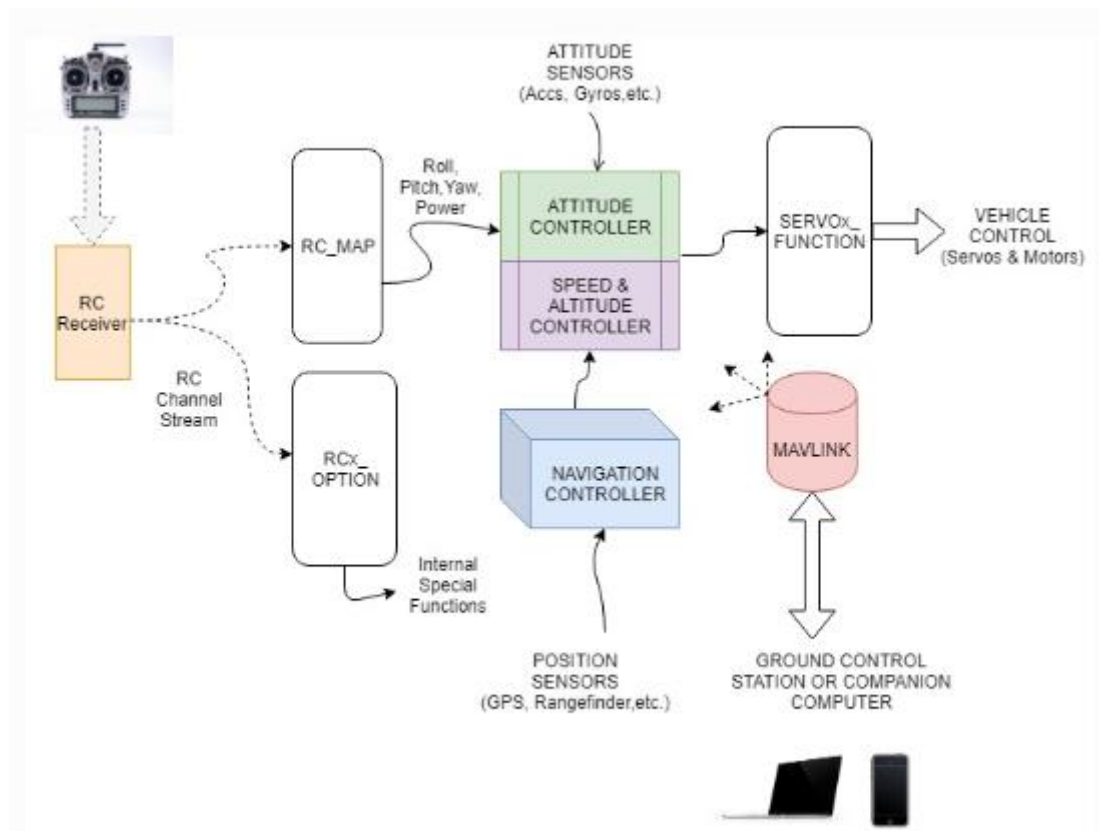 ATTITUDE
SENSORS
(Accs, Gyros,etc.)
Roll,
Pitch,Yaw,
Power
RC_MAP
ATTITUDE
CONTROLLER
SERVOx_
FUNCTION
VEHICLE
CONTROL
(Servos & Motors)
RC
Receiver
SPEED &
ALTITUDE
CONTROLLER
RC
Channel
Stream
RCx_
OPTION
NAVIGATION
CONTROLLER
MAVLINK
Internal
Special
Functions
POSITION
SENSORS
(GPS, Rangefinder,etc.)
GROUND CONTROL
STATION OR COMPANION
COMPUTER